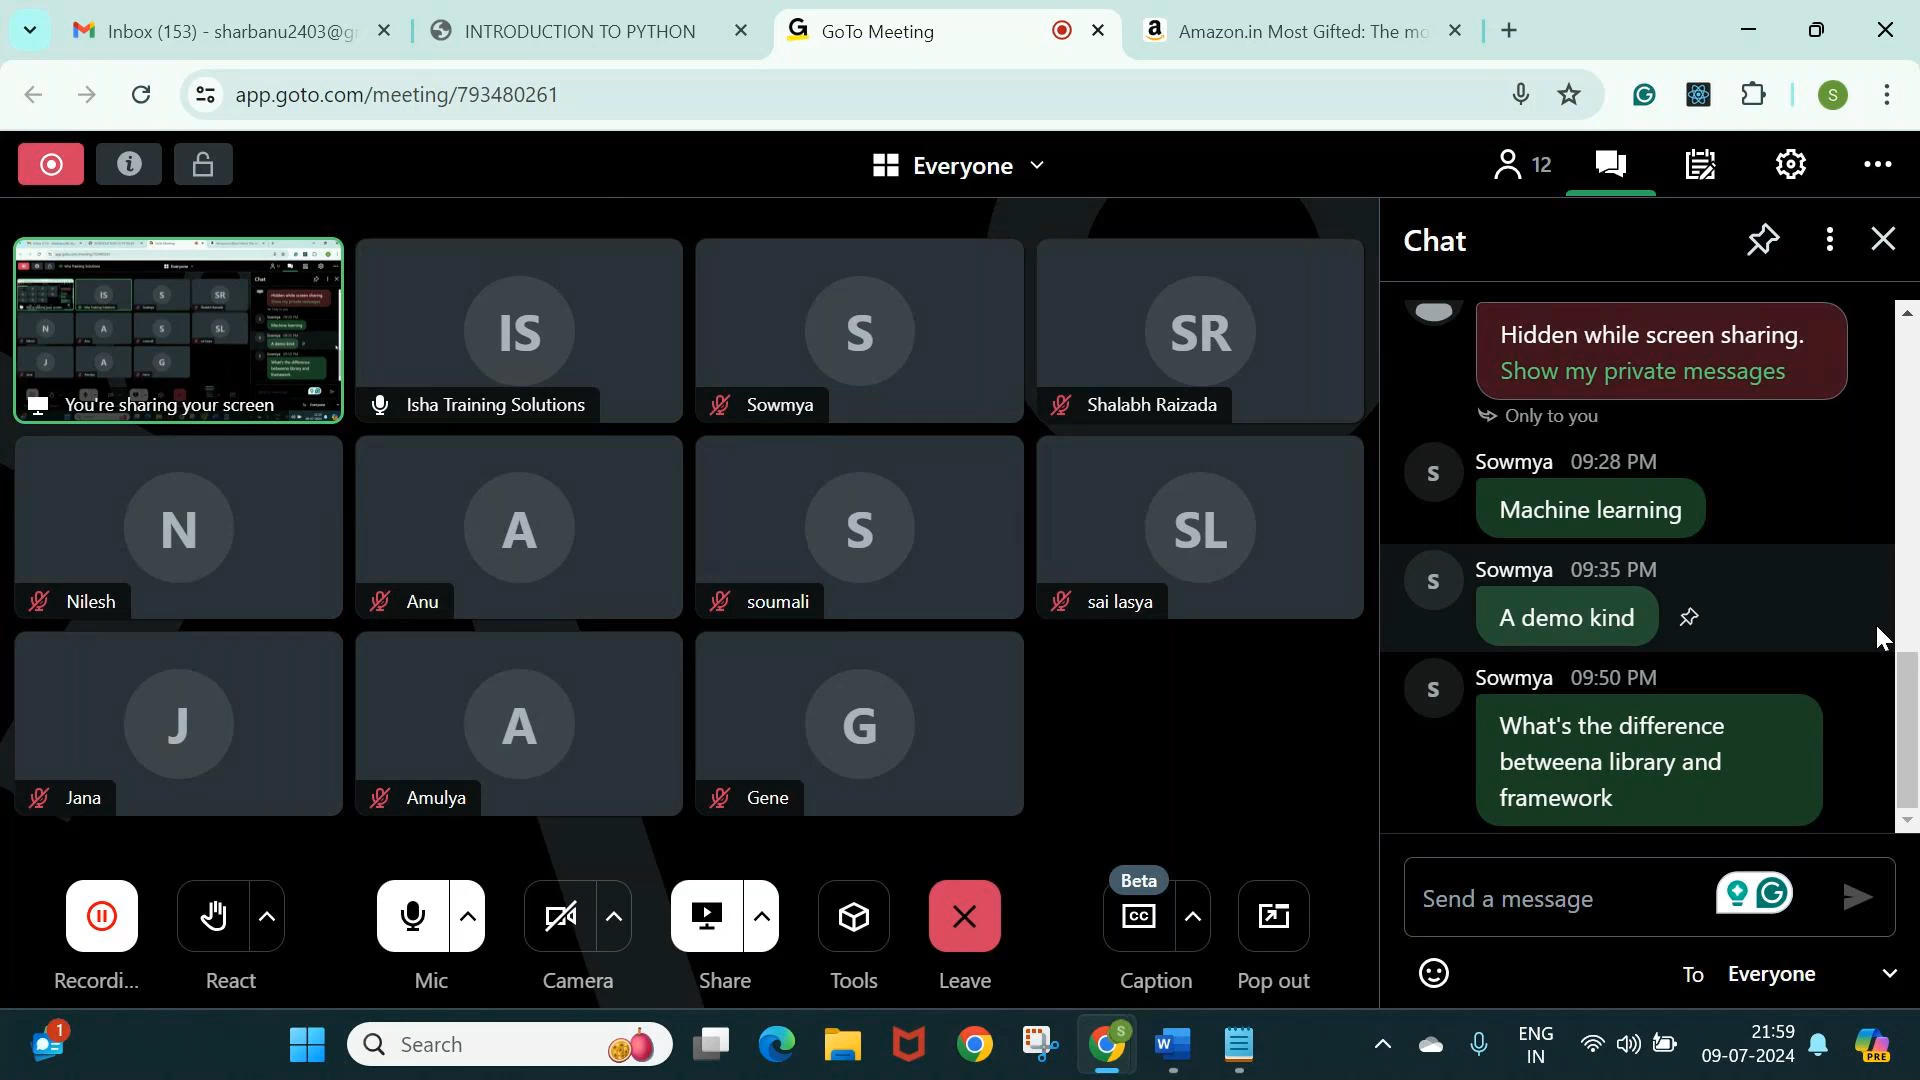 Inbox (153) - sharbanu2403@g
INTRODUCTION TO PYTHON
GoTo Meeting
Amazon.in Most Gifted: The mo
app.goto.com/meeting/793480261
S
Everyone
12
Chat
Hidden while screen sharing.
Show my private messages
Only to you
Sowmya 09:28 PM
S
Machine learning
Sowmya 09:35 PM
S
A demo kind
Sowmya 09:50 PM
S
What's the difference
betweena library and
framework
Send a message
To Everyone
You're sharing your screen
IS
Isha Training Solutions
S
Sowmya
SR
Shalabh Raizada
N
Nilesh
A
Anu
S
soumali
SL
sai lasya
J
Jana
A
Amulya
G
Gene
Beta
CC
Recordi...
React
Mic
Camera
Share
Tools
Leave
Caption
Pop out
1
Search
S
W
ENG
IN
21:59
09-07-2024
PRE